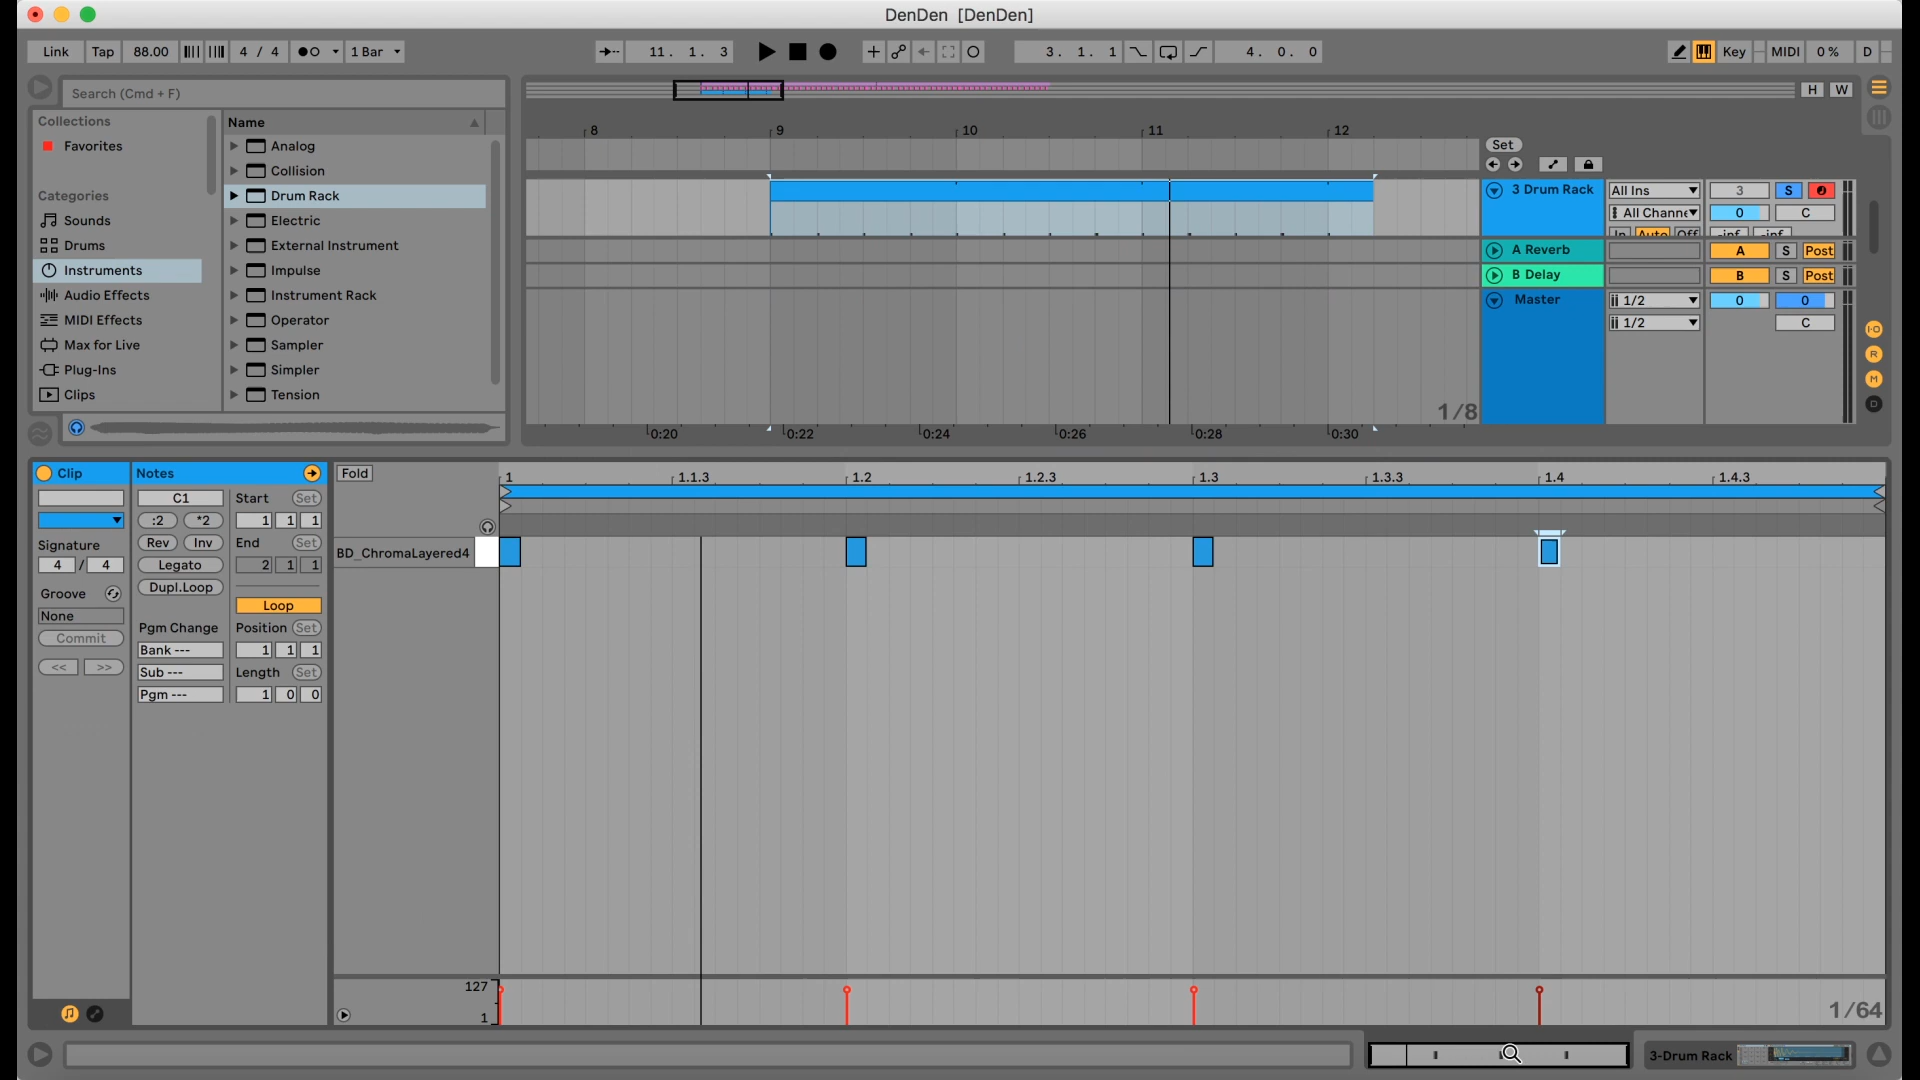 DenDen [DenDen]
Link Tap 88.00 4 / 4 1 Bar 11. 1. 3 3. 1. 1 4. 0. 0 Key MIDI 0 % D
Search (Cmd + F)
H W
Collections
Favorites
Categories
Sounds
Drums
Instruments
Audio Effects
MIDI Effects
Max for Live
Plug-Ins
Clips
Name
Analog
Collision
Drum Rack
Electric
External Instrument
Impulse
Instrument Rack
Operator
Sampler
Simpler
Tension
8 9 10 11 12
Set
3 Drum Rack All Ins 3 S
All Channe 0 C
In Auto Off -inf -inf
A Reverb A S Post
B Delay B S Post
Master 1/2 0 0
1/2 C
I·O
R
M
D
1/8
0:20 0:22 0:24 0:26 0:28 0:30
Clip
Signature
4 / 4
Groove
None
Commit
<< >>
Notes
C1
:2 *2
Rev Inv
Legato
Dupl.Loop
Pgm Change
Bank ---
Sub ---
Pgm ---
Start Set
1 1 1
End Set
2 1 1
Loop
Position Set
1 1 1
Length Set
1 0 0
Fold
1 1.1.3 1.2 1.2.3 1.3 1.3.3 1.4 1.4.3
BD_ChromaLayered4
127
1
1/64
3-Drum Rack